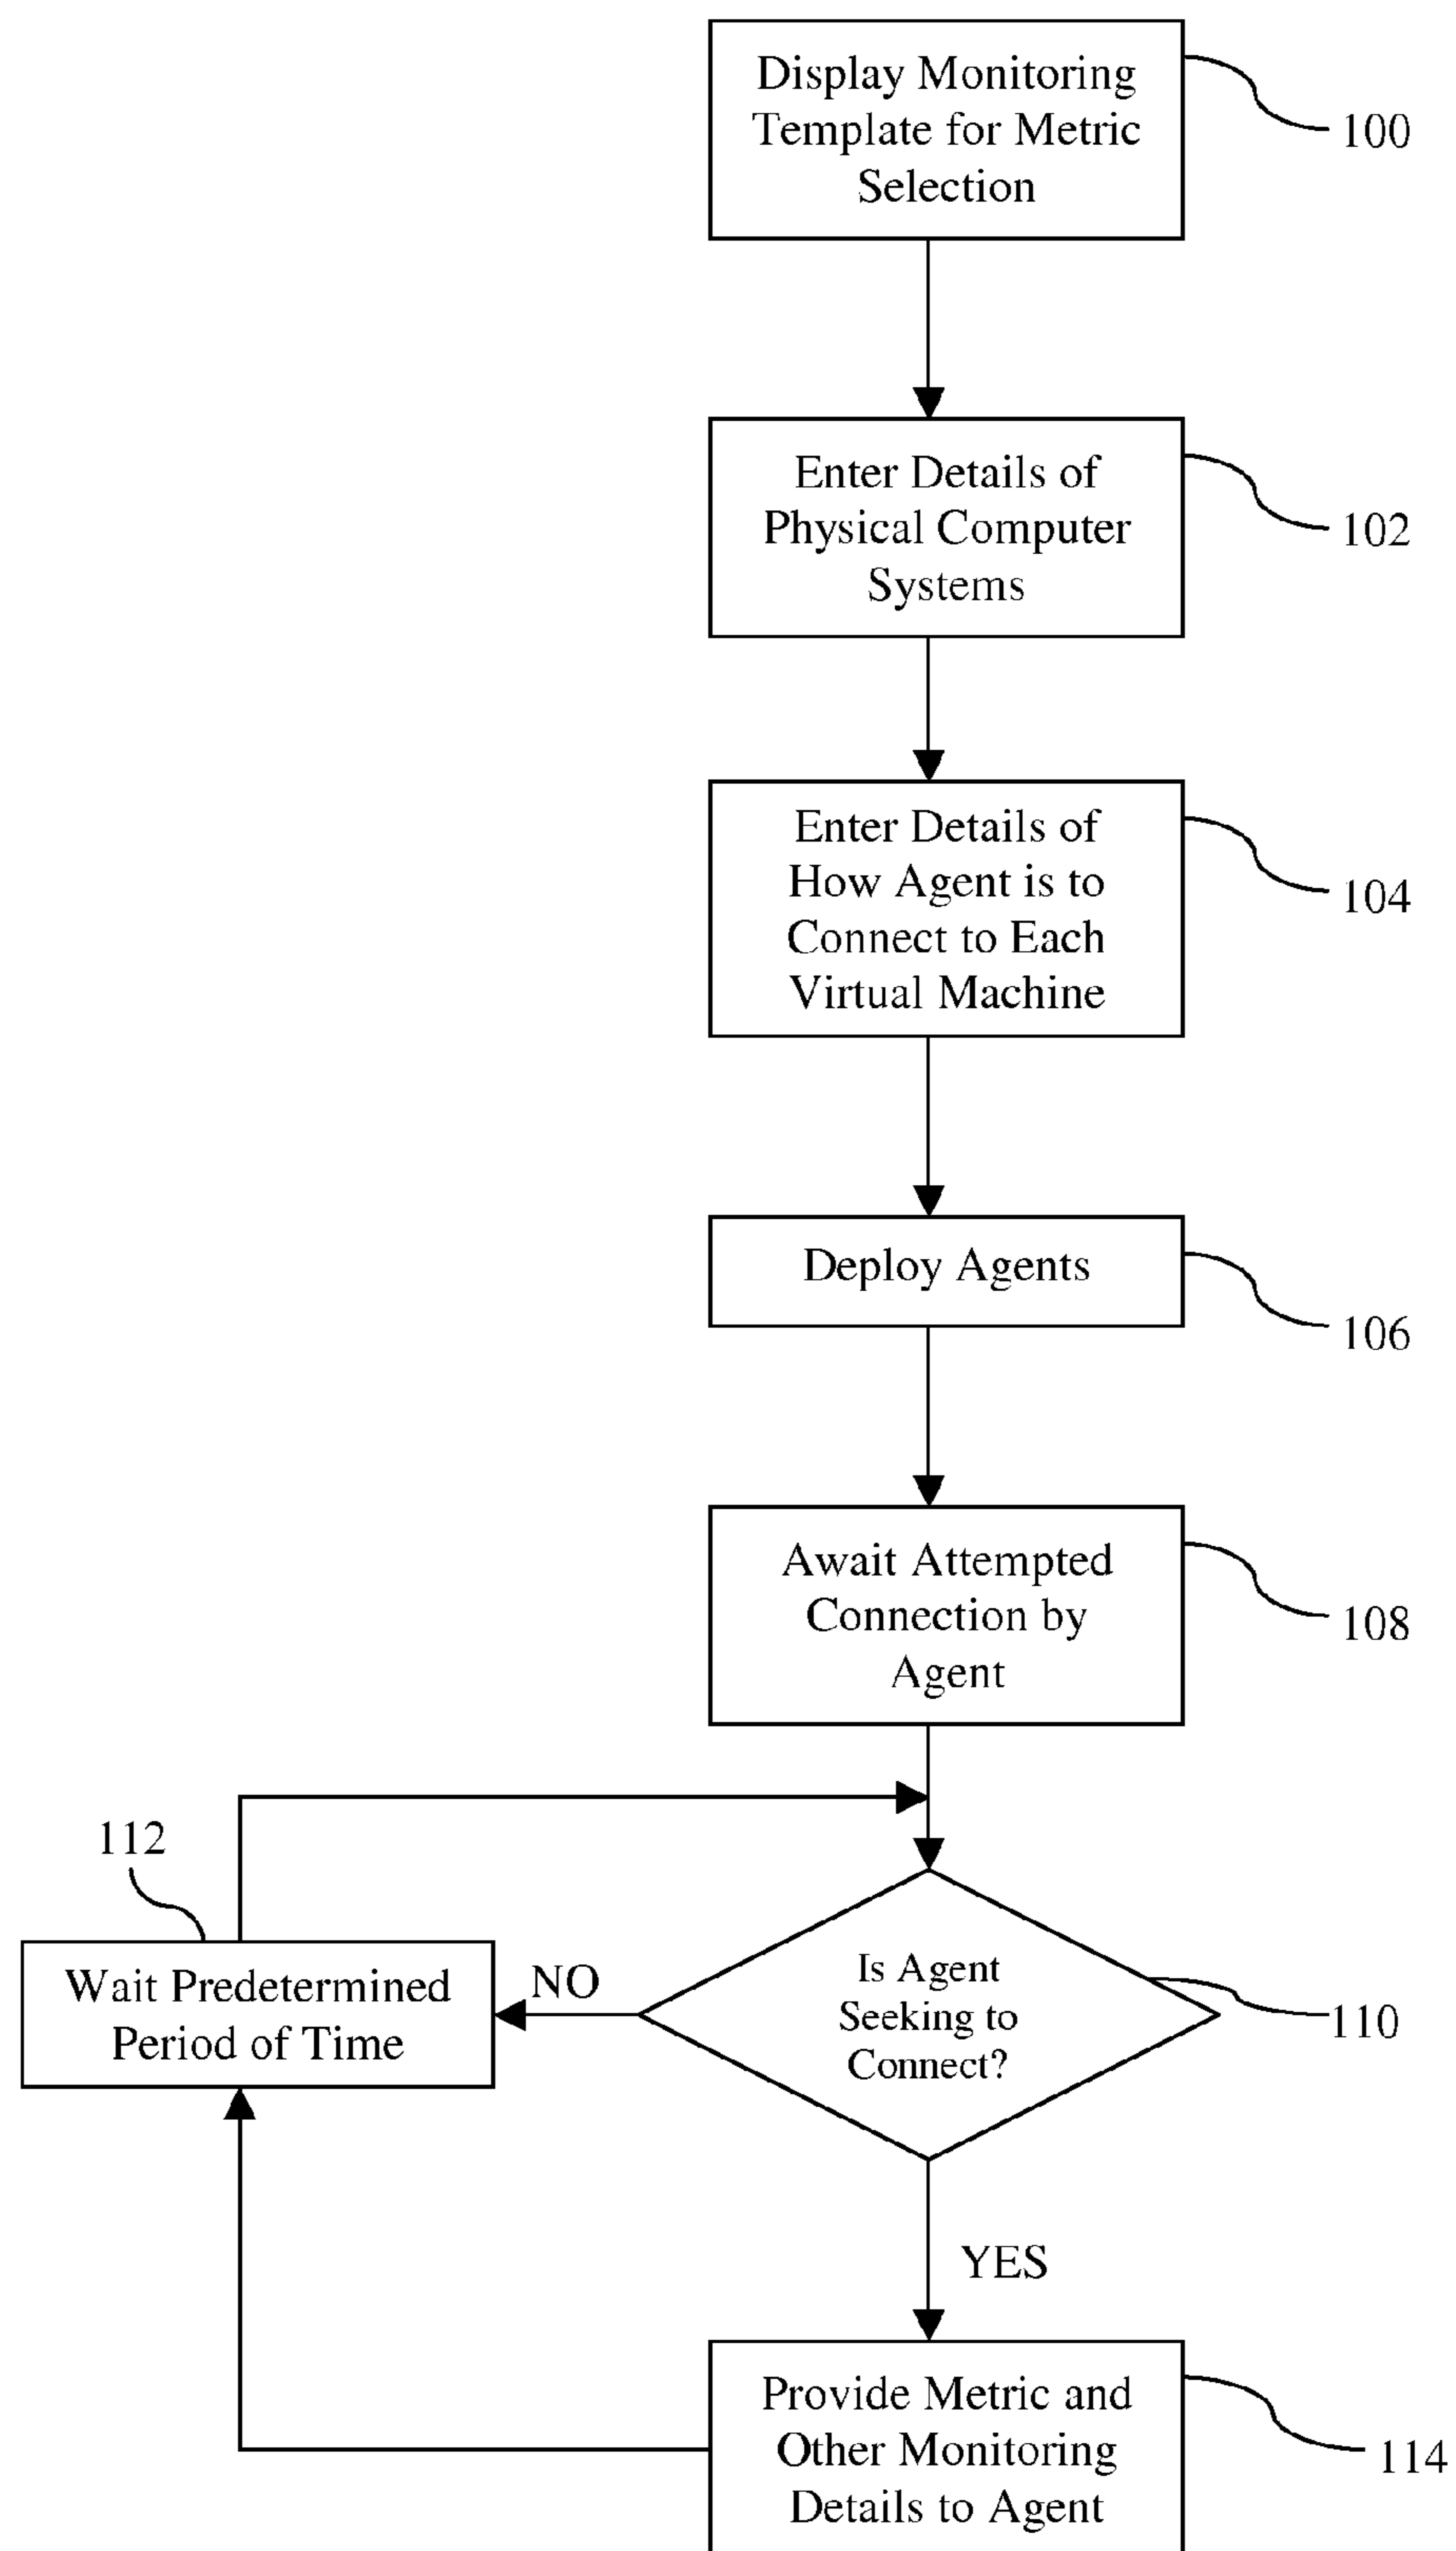 Display Monitoring
Template for Metric
Selection
100
Enter Details of
Physical Computer
Systems
102
Enter Details of
How Agent is to
Connect to Each
Virtual Machine
104
Deploy Agents
106
Await Attempted
Connection by
Agent
108
112
Wait Predetermined
Period of Time
NO
Is Agent
Seeking to
Connect?
110
YES
Provide Metric and
Other Monitoring
Details to Agent
114